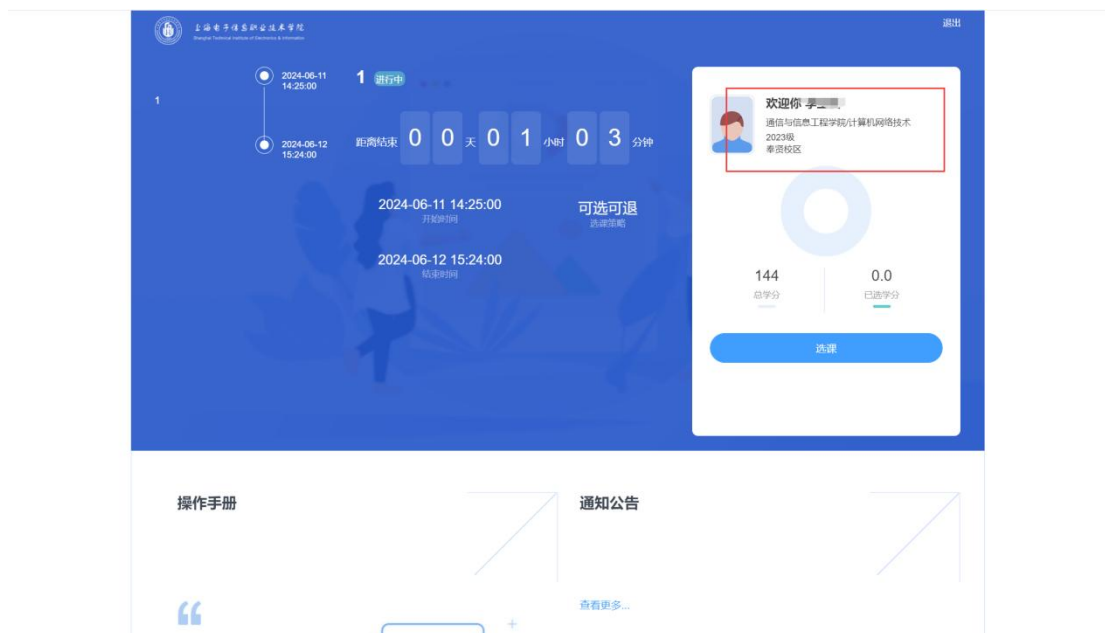 上海电子信息职业技术学院
Shanghai Technical Institute of Electronics & Information
退出
1
2024-06-11
14:25:00
2024-06-12
15:24:00
1 进行中
距离结束 0 0 天 0 1 小时 0 3 分钟
2024-06-11 14:25:00
开始时间
可选可退
选课策略
2024-06-12 15:24:00
结束时间
欢迎你
通信与信息工程学院/计算机网络技术
2023级
奉贤校区
144
总学分
0.0
已选学分
选课
操作手册
通知公告
查看更多...